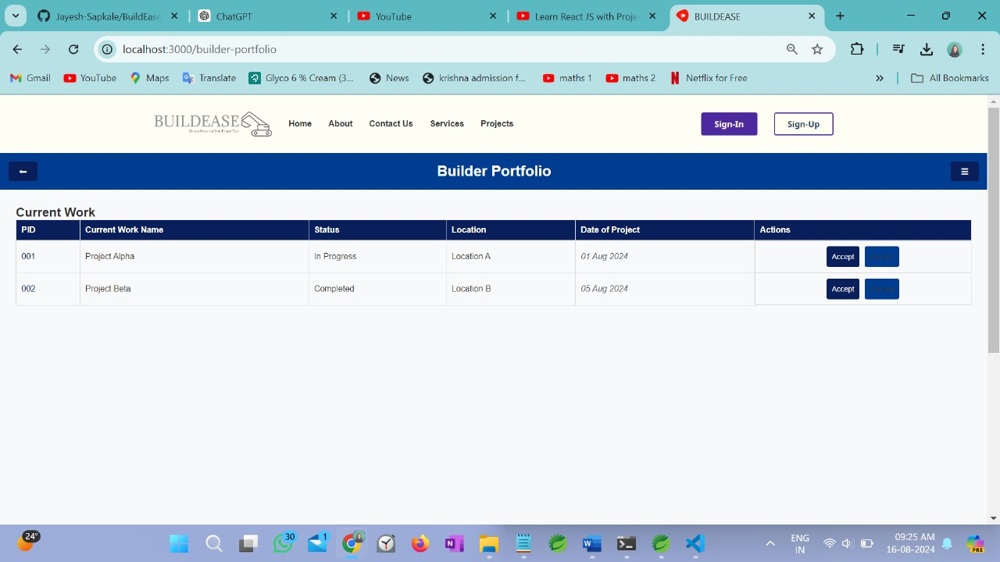 Jayesh-Sapkale/BuildEase
ChatGPT
YouTube
Learn React JS with Proje
BUILDEASE
localhost:3000/builder-portfolio
Gmail
YouTube
Maps
Translate
Glyco 6 % Cream (3...
News
krishna admission f...
maths 1
maths 2
Netflix for Free
All Bookmarks
BUILDEASE
Home
About
Contact Us
Services
Projects
Sign-In
Sign-Up
Builder Portfolio
Current Work
PID Current Work Name Status Location Date of Project Actions
001 Project Alpha In Progress Location A 01 Aug 2024 Accept
002 Project Beta Completed Location B 05 Aug 2024 Accept
24°
30
1
PRE
ENG
IN
09:25 AM
16-08-2024